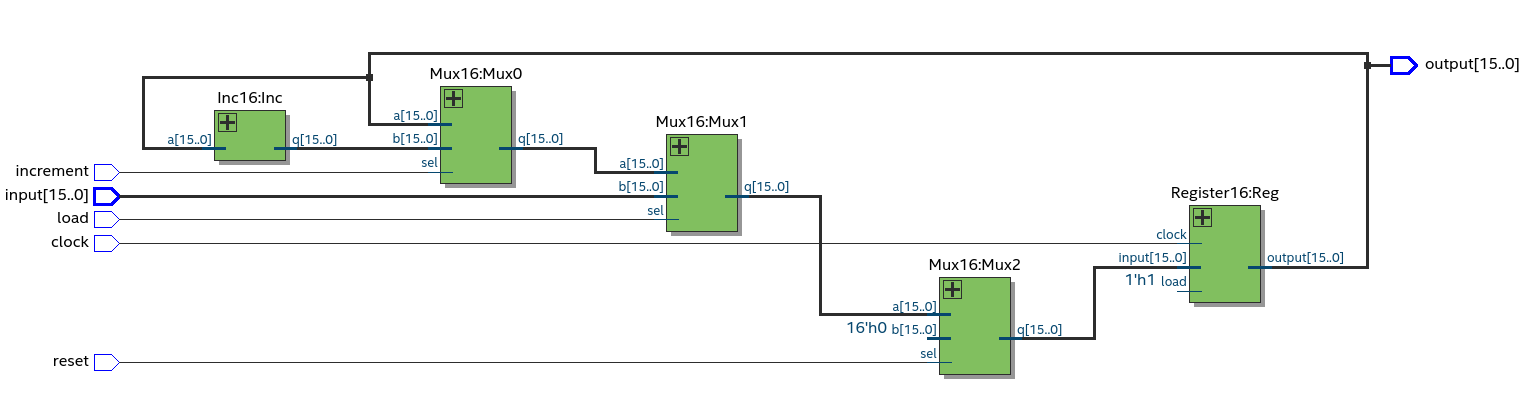 Inc16:Inc
a[15..0]
q[15..0]
Mux16:Mux0
a[15..0]
b[15..0]
sel
q[15..0]
Mux16:Mux1
a[15..0]
b[15..0]
sel
q[15..0]
Mux16:Mux2
a[15..0]
16'h0 b[15..0]
sel
q[15..0]
Register16:Reg
clock
input[15..0]
1'h1 load
output[15..0]
output[15..0]
increment
input[15..0]
load
clock
reset